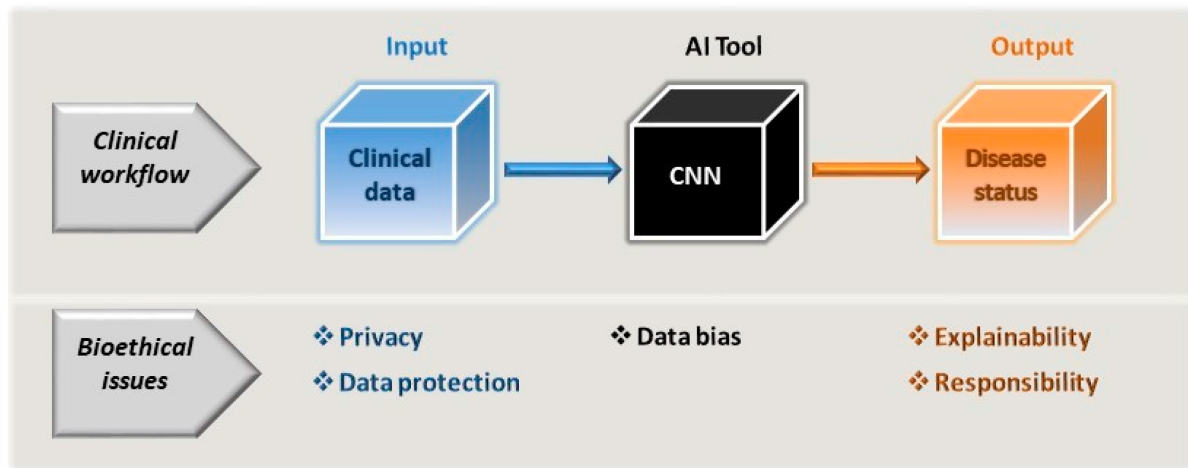 Input
AI Tool
Output
Clinical
workflow
Clinical
data
CNN
Disease
status
Bioethical
issues
❖ Privacy
❖ Data protection
❖ Data bias
❖ Explainability
❖ Responsibility